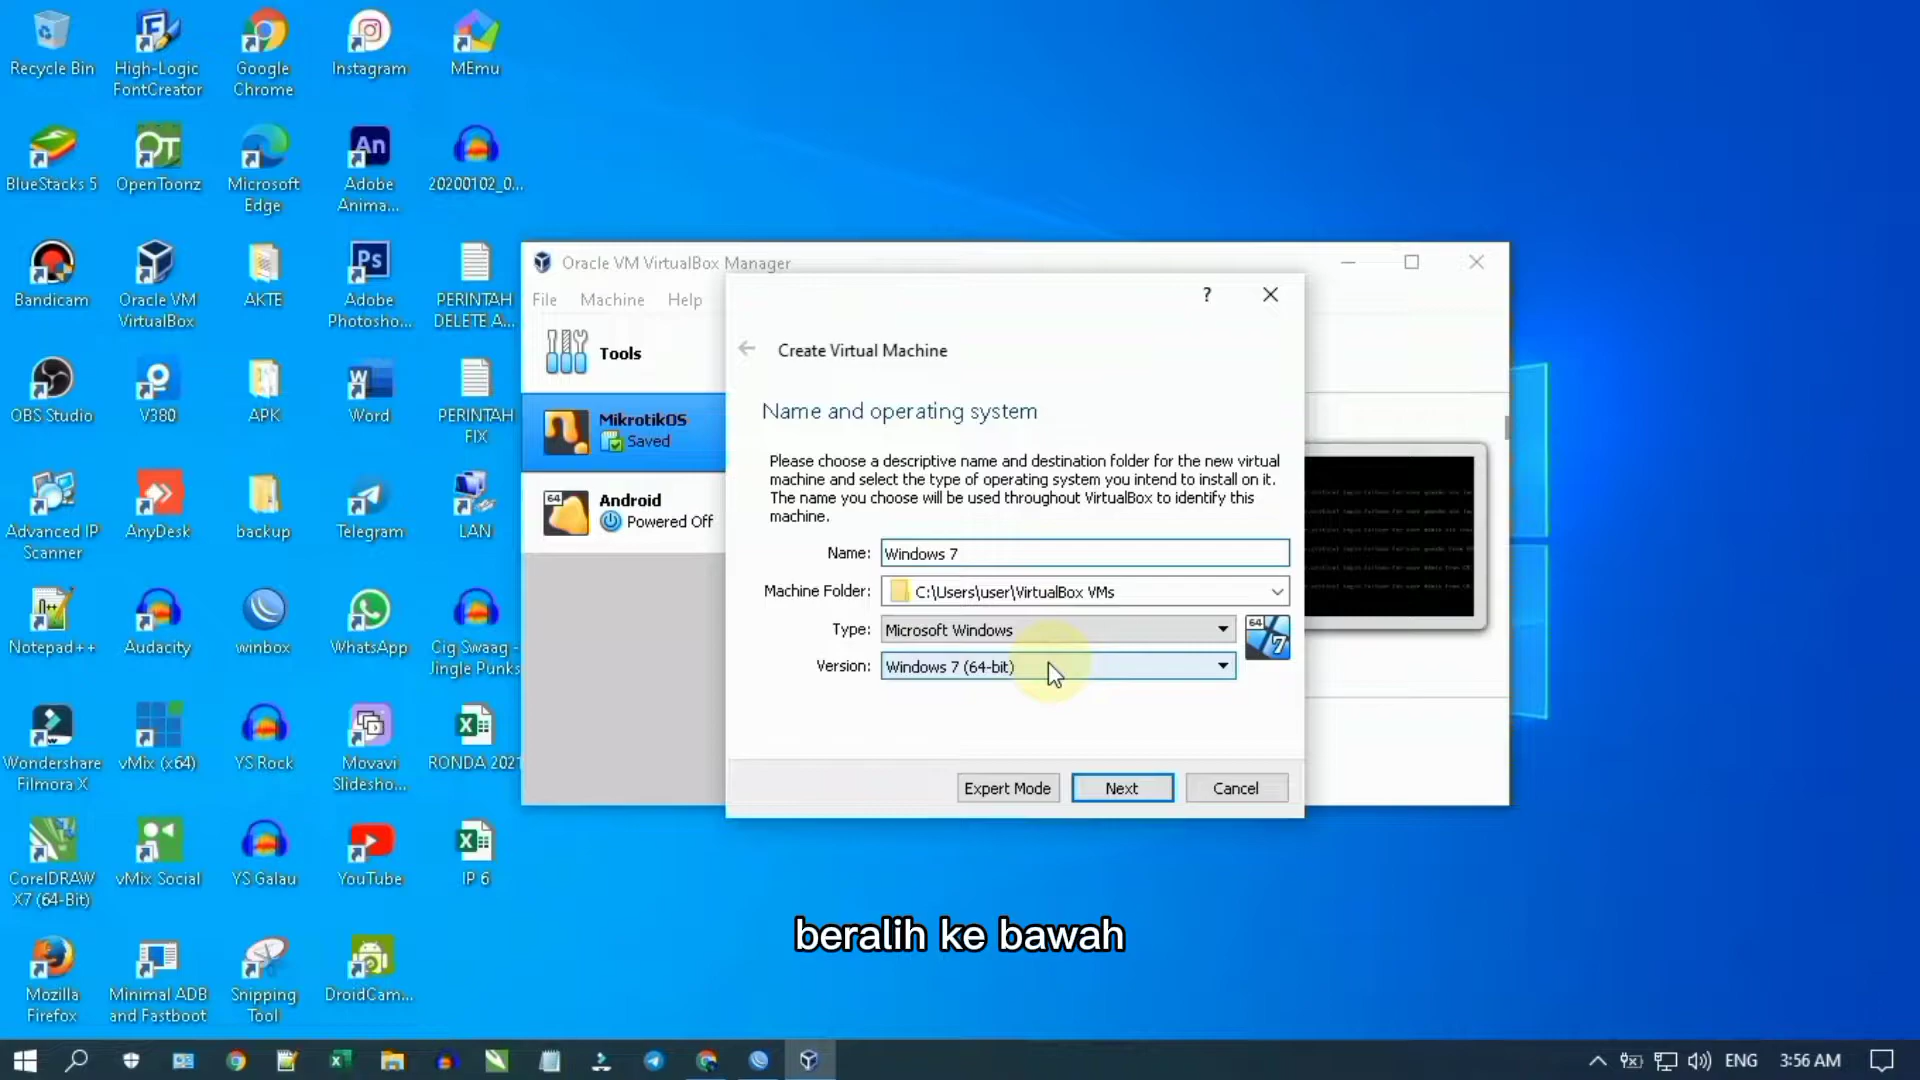 Recycle Bin
High-Logic
FontCreator
Google
Chrome
Instagram
MEmu
BlueStacks 5
OpenToonz
Microsoft
Edge
An
Adobe
Anima...
20200102_0...
Bandicam
Oracle VM
VirtualBox
AKTE
Ps
Adobe
Photosho...
PERINTAH
DELETE A...
OBS Studio
V380
APK
Word
PERINTAH
FIX
Advanced IP
Scanner
AnyDesk
backup
Telegram
LAN
Notepad++
Audacity
winbox
WhatsApp
Cig Swaag -
Jingle Punks
Wondershare
Filmora X
vMix (x64)
YS Rock
Movavi
Slidesho...
RONDA 2021
CorelDRAW
X7 (64-Bit)
vMix Social
YS Galau
YouTube
IP 6
Mozilla
Firefox
Minimal ADB
and Fastboot
Snipping
Tool
DroidCam...
Oracle VM VirtualBox Manager
File Machine Help
Tools
MikrotikOS
Saved
64
Android
Powered Off
?
Create Virtual Machine
Name and operating system
Please choose a descriptive name and destination folder for the new virtual
machine and select the type of operating system you intend to install on it.
The name you choose will be used throughout VirtualBox to identify this
machine.
Name: Windows 7
Machine Folder: C:\Users\user\VirtualBox VMs
Type: Microsoft Windows
64
7
Version: Windows 7 (64-bit)
Expert Mode
Next
Cancel
beralih ke bawah
ENG
3:56 AM